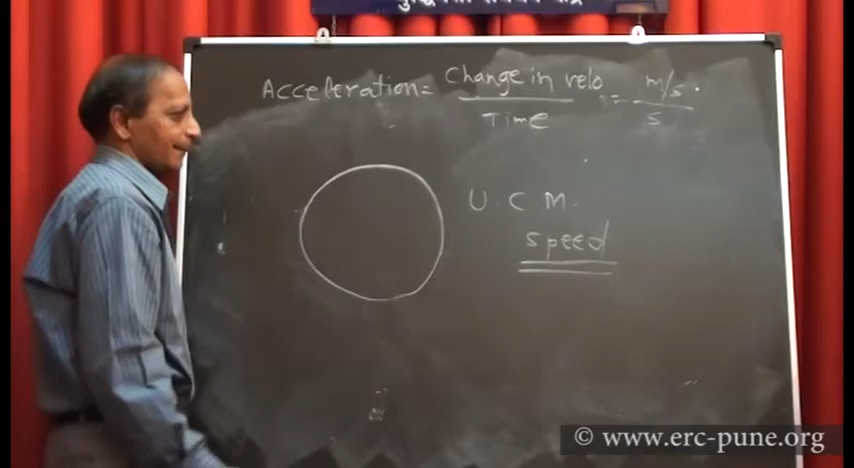 Acceleration = Change in velo / Time = m/s / s
U.C.M.
speed
© www.erc-pune.org